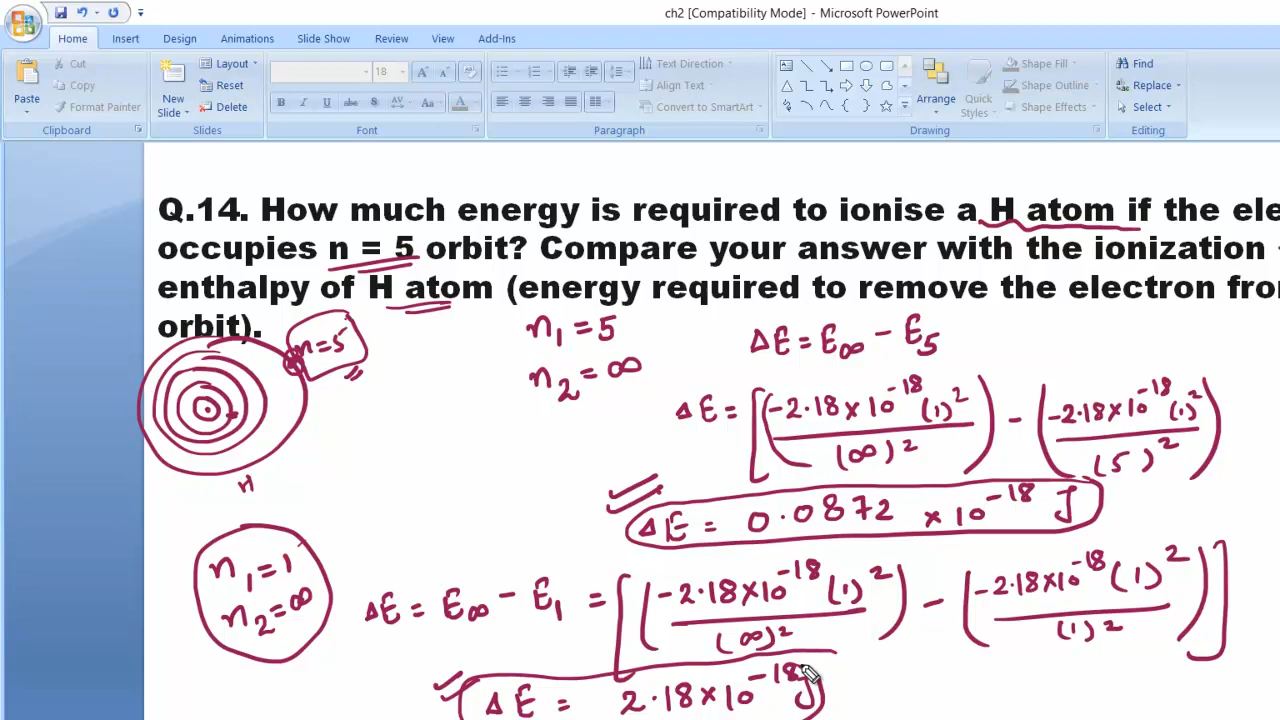 ch2 [Compatibility Mode] - Microsoft PowerPoint
Home Insert Design Animations Slide Show Review View Add-Ins
Paste
Cut
Copy
Format Painter
Clipboard
New Slide
Layout
Reset
Delete
Slides
18
B I U abc AV Aa A
Font
Text Direction
Align Text
Convert to SmartArt
Paragraph
Arrange
Quick Styles
Shape Fill
Shape Outline
Shape Effects
Drawing
Find
Replace
Select
Editing
Q.14. How much energy is required to ionise a H atom if the ele
occupies n = 5 orbit? Compare your answer with the ionization
enthalpy of H atom (energy required to remove the electron from
orbit).
n=5
H
n₁ = 5
n₂ = ∞
ΔE = E∞ - E₅
ΔE = [(-2.18×10⁻¹⁸(1)²/(∞)²) - (-2.18×10⁻¹⁸(1)²/(5)²)
ΔE = 0.0872 × 10⁻¹⁸ J
n₁=1
n₂=∞
ΔE = E∞ - E₁ = [(-2.18×10⁻¹⁸(1)²/(∞)²) - (-2.18×10⁻¹⁸(1)²/(1)²)]
ΔE = 2.18×10⁻¹⁸J